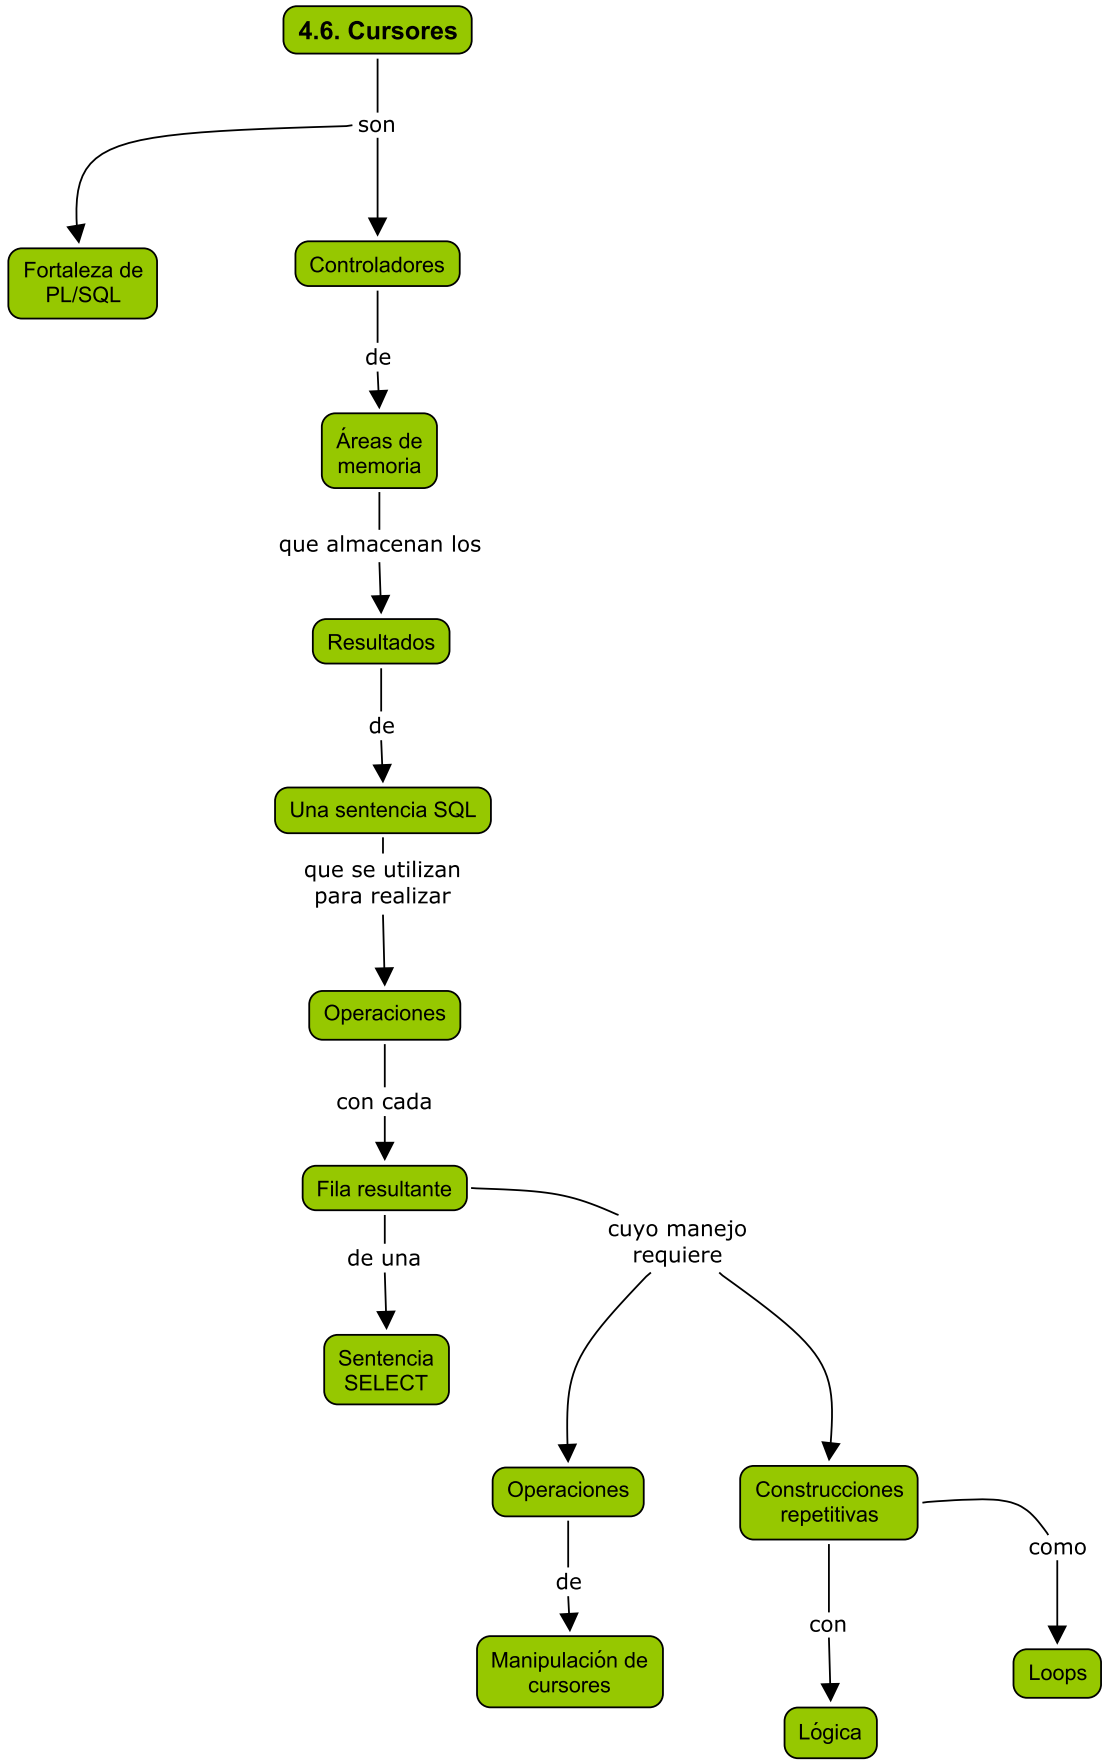 4.6. Cursores
son
Fortaleza de
PL/SQL
Controladores
de
Áreas de
memoria
que almacenan los
Resultados
de
Una sentencia SQL
que se utilizan
para realizar
Operaciones
con cada
Fila resultante
de una
cuyo manejo
requiere
Sentencia
SELECT
Operaciones
Construcciones
repetitivas
como
de
con
Manipulación de
cursores
Loops
Lógica